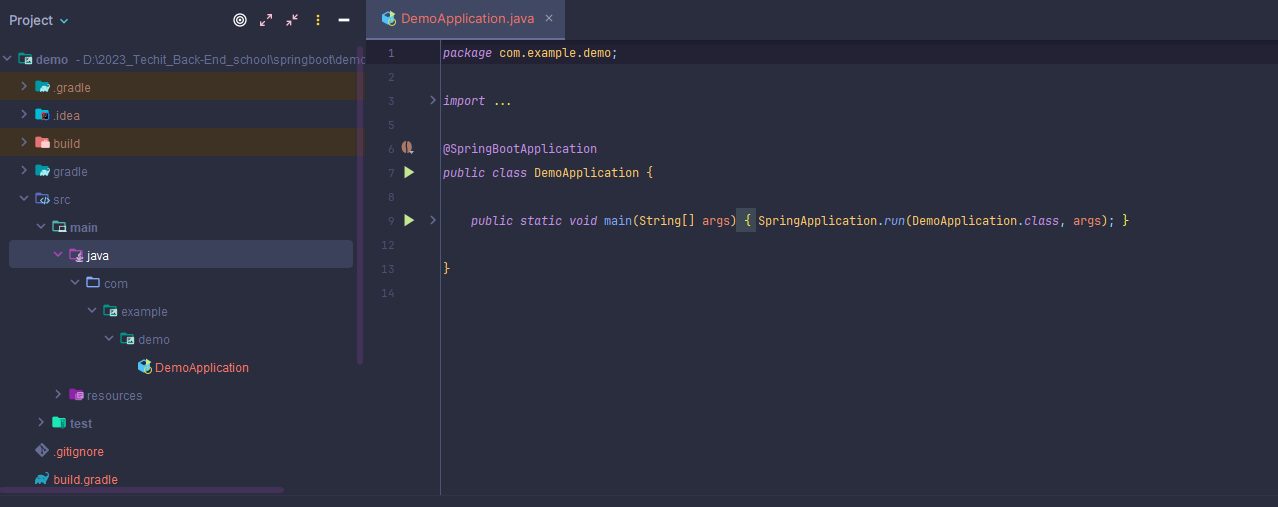 Project
demo - D:\2023_Techit_Back-End_school\springboot\demo
.gradle
.idea
build
gradle
src
main
java
com
example
demo
DemoApplication
resources
test
.gitignore
build.gradle
DemoApplication.java
1 package com.example.demo;
2
3 import ...
5
6 @SpringBootApplication
7 public class DemoApplication {
8
9 public static void main(String[] args) { SpringApplication.run(DemoApplication.class, args); }
12
13 }
14